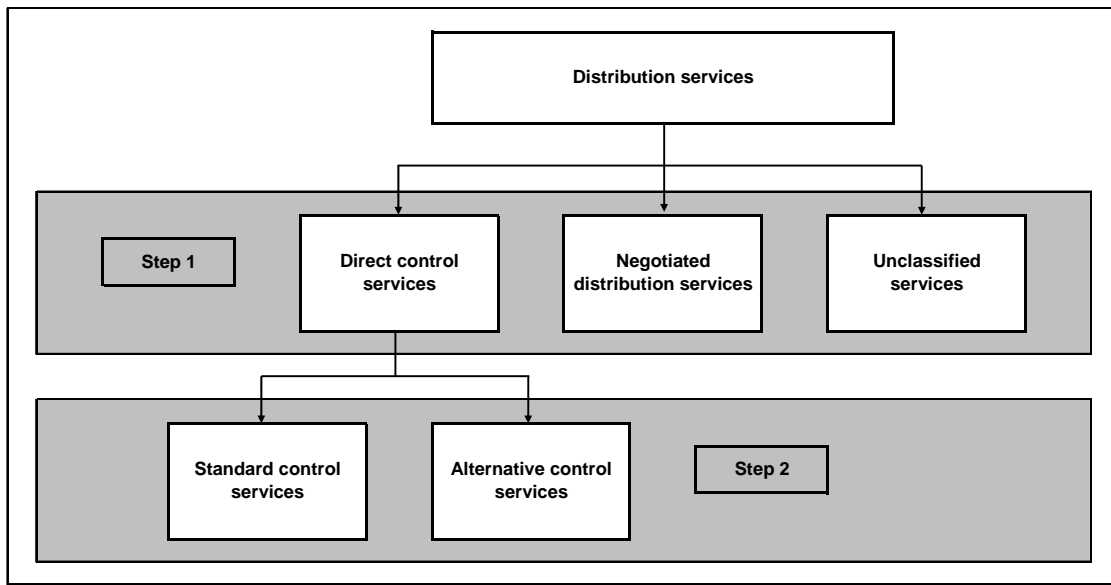 Distribution services
Step 1
Direct control
services
Negotiated
distribution services
Unclassified
services
Standard control
services
Alternative control
services
Step 2